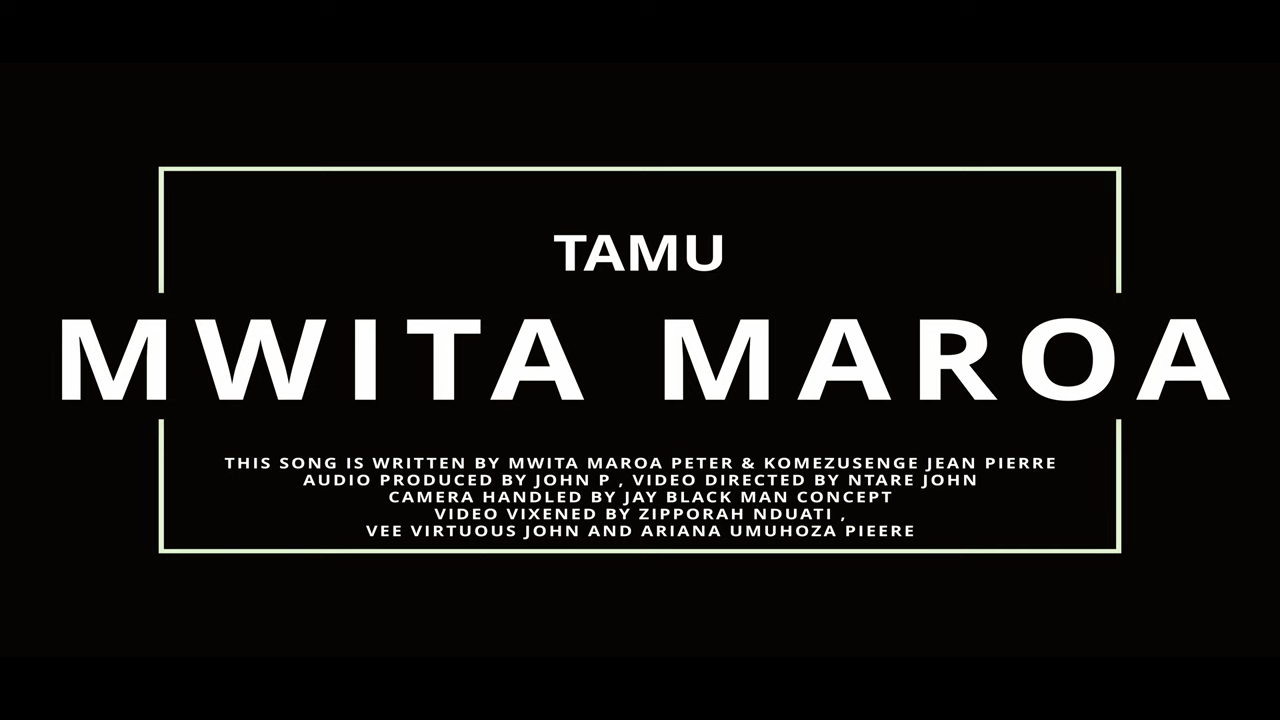 TAMU
MWITA MAROA
THIS SONG IS WRITTEN BY MWITA MAROA PETER & KOMEZUSENGE JEAN PIERRE
AUDIO PRODUCED BY JOHN P , VIDEO DIRECTED BY NTARE JOHN
CAMERA HANDLED BY JAY BLACK MAN CONCEPT
VIDEO VIXENED BY ZIPPORAH NDUATI ,
VEE VIRTUOUS JOHN AND ARIANA UMUHOZA PIEERE